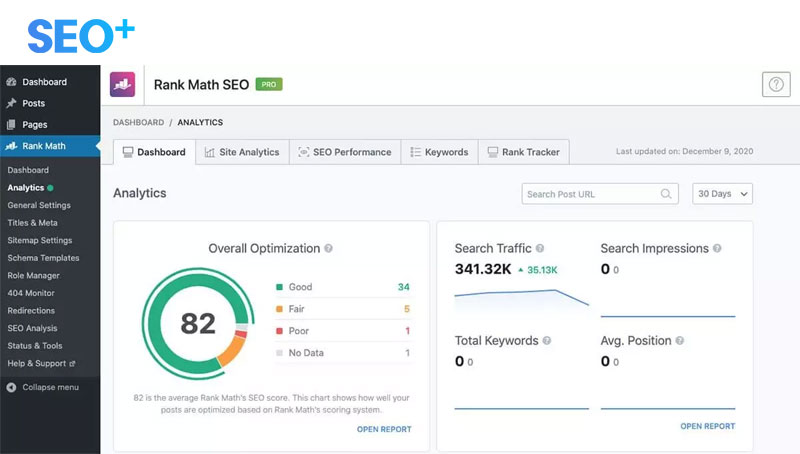 SEO+
Dashboard
Posts
Pages
Rank Math
Dashboard
Analytics
General Settings
Titles & Meta
Sitemap Settings
Schema Templates
Role Manager
404 Monitor
Redirections
SEO Analysis
Status & Tools
Help & Support
Collapse menu
Rank Math SEO PRO
?
DASHBOARD / ANALYTICS
Dashboard Site Analytics SEO Performance Keywords Rank Tracker Last updated on: December 9, 2020
Analytics Search Post URL 30 Days
Overall Optimization ?
82
Good 34
Fair 5
Poor 1
No Data 1
82 is the average Rank Math's SEO score. This chart shows how well your
posts are optimized based on Rank Math's scoring system.
OPEN REPORT
Search Traffic ? Search Impressions ?
341.32K 35.13K 0 0
Total Keywords ? Avg. Position ?
0 0 0 0
OPEN REPORT